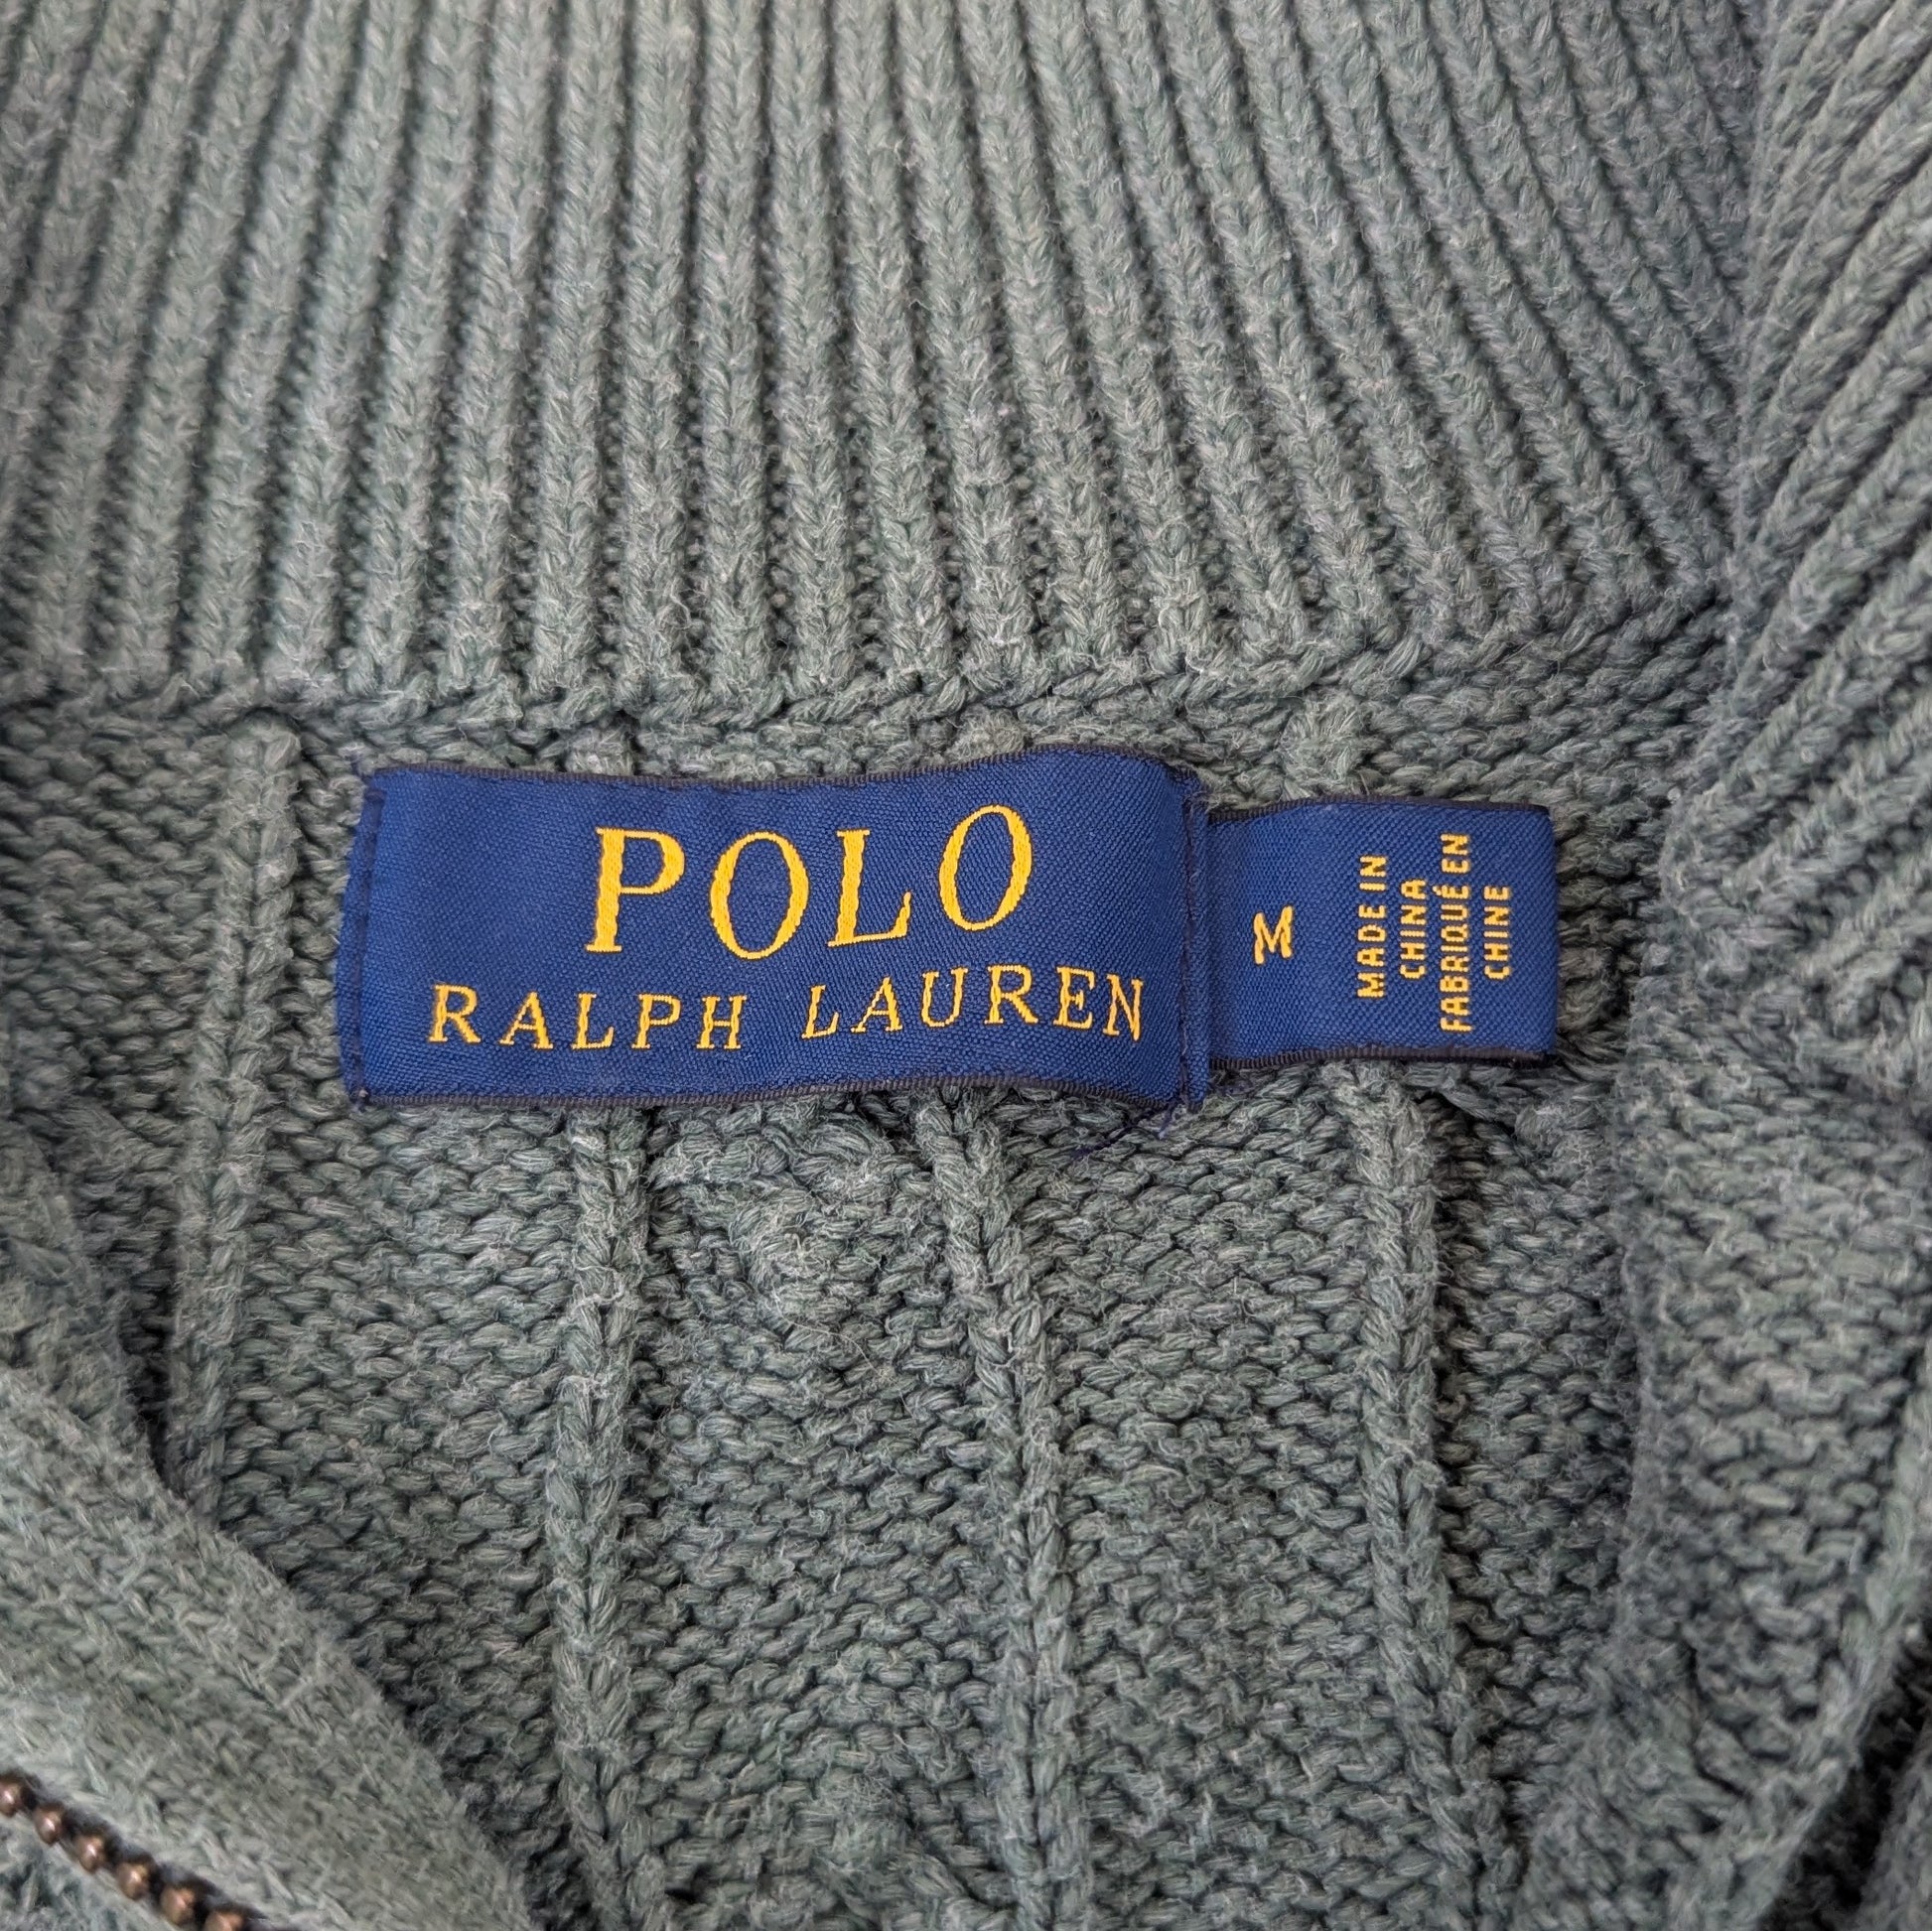 POLO
RALPH LAUREN
M
MADE IN
CHINA
FABRIQUÉ EN
CHINE